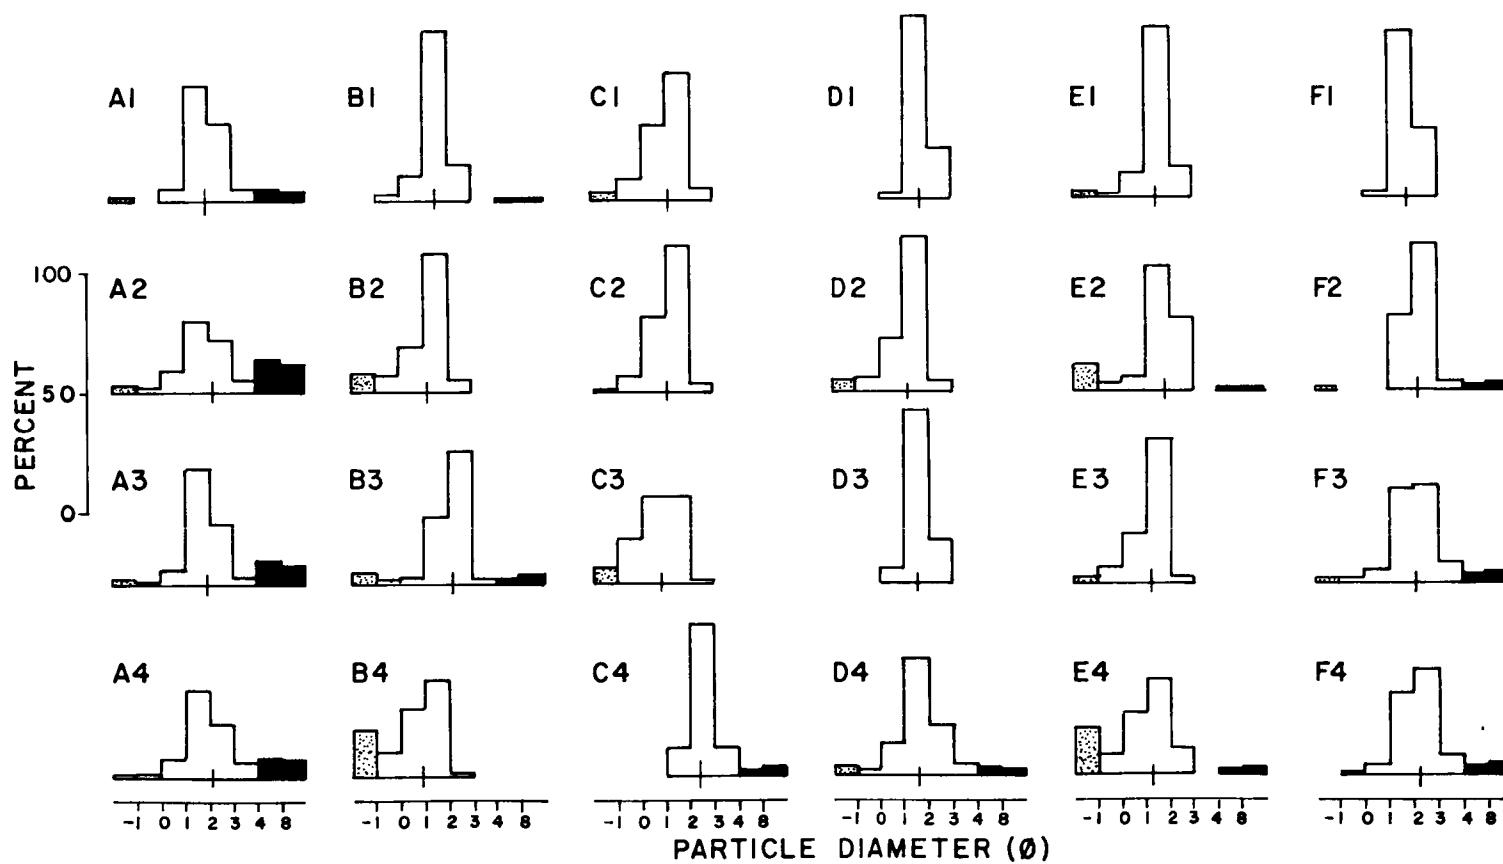 A1 B1 C1 D1 E1 F1
100
A2 B2 C2 D2 E2 F2
50
PERCENT
A3 B3 C3 D3 E3 F3
0
A4 B4 C4 D4 E4 F4
-1 0 1 2 3 4 8 -1 0 1 2 3 4 8 -1 0 1 2 3 4 8 -1 0 1 2 3 4 8 -1 0 1 2 3 4 8 -1 0 1 2 3 4 8
PARTICLE DIAMETER (Ø)